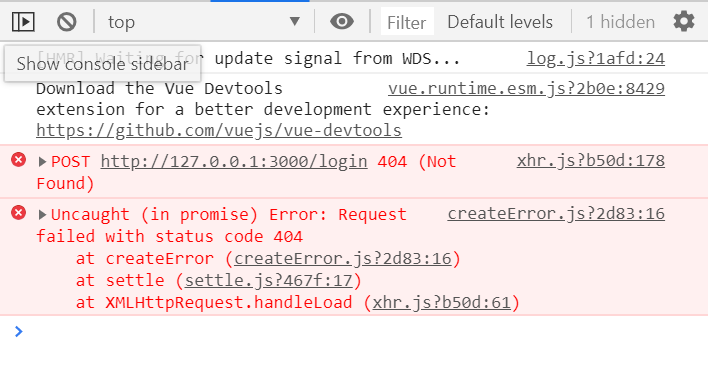 top
Filter
Default levels
1 hidden
[HMR] Waiting for update signal from WDS... log.js?1afd:24
Show console sidebar
Download the Vue Devtools vue.runtime.esm.js?2b0e:8429
extension for a better development experience:
https://github.com/vuejs/vue-devtools
POST http://127.0.0.1:3000/login 404 (Not xhr.js?b50d:178
Found)
Uncaught (in promise) Error: Request createError.js?2d83:16
failed with status code 404
at createError (createError.js?2d83:16)
at settle (settle.js?467f:17)
at XMLHttpRequest.handleLoad (xhr.js?b50d:61)